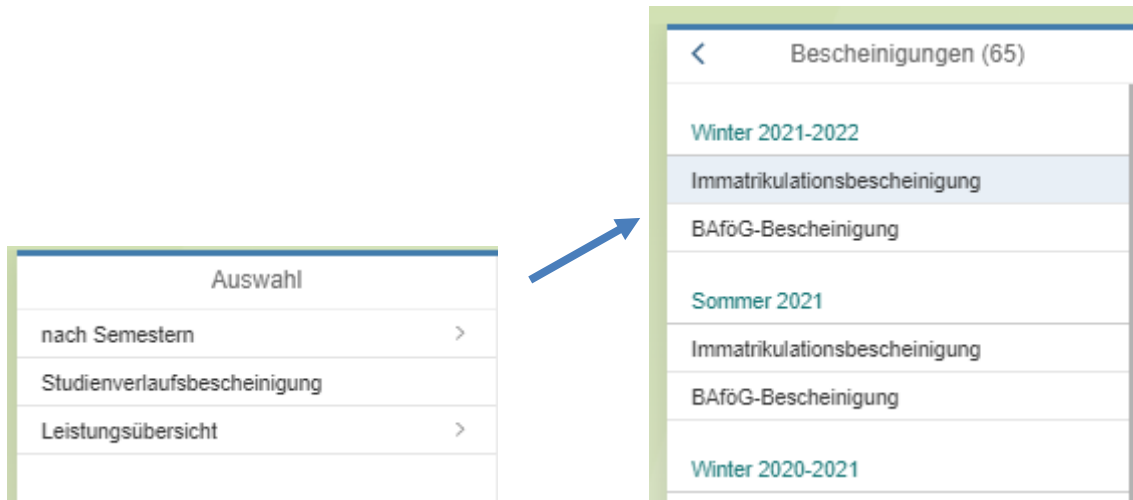 Auswahl
nach Semestern
Studienverlaufsbescheinigung
Leistungsübersicht
Bescheinigungen (65)
Winter 2021-2022
Immatrikulationsbescheinigung
BAföG-Bescheinigung
Sommer 2021
Immatrikulationsbescheinigung
BAföG-Bescheinigung
Winter 2020-2021